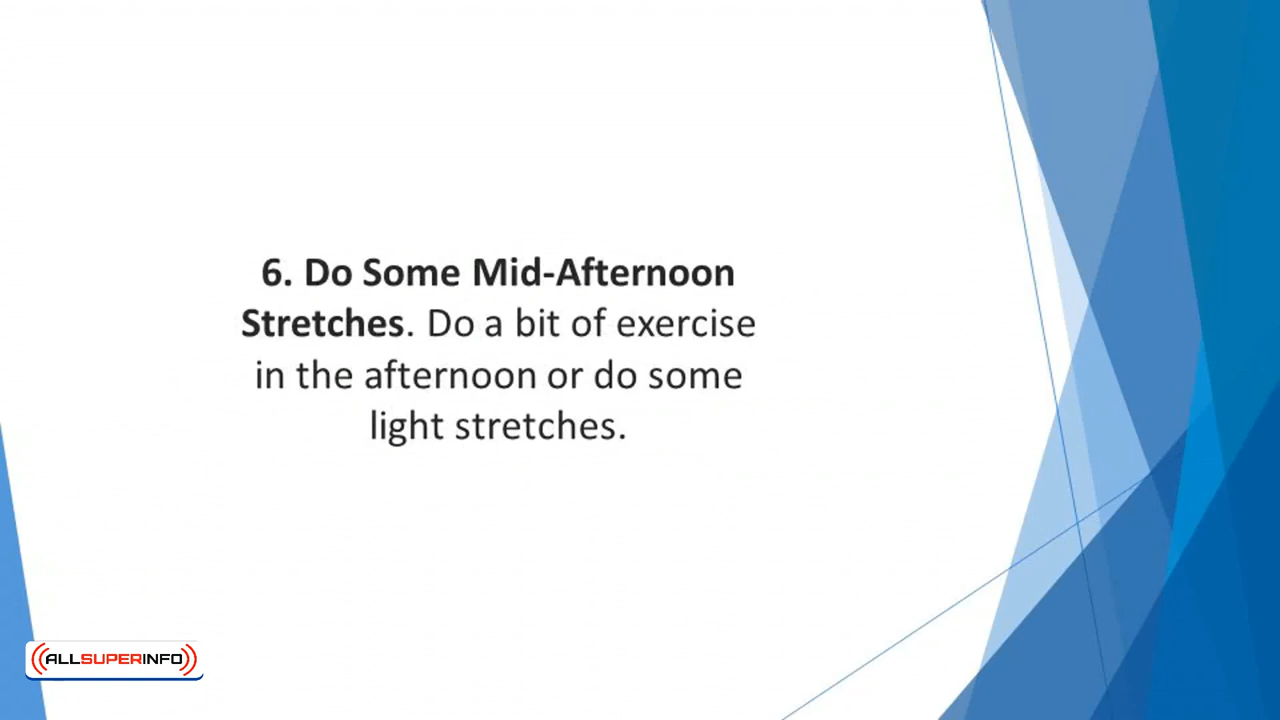 6. Do Some Mid-Afternoon
Stretches. Do a bit of exercise
in the afternoon or do some
light stretches.
ALLSUPERINFO